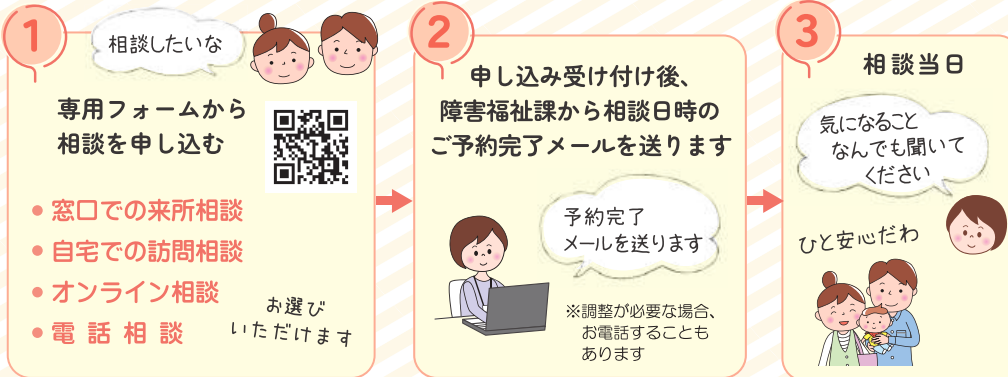 1
相談したいな
専用フォームから
相談を申し込む
● 窓口での来所相談
● 自宅での訪問相談
● オンライン相談
● 電 話 相 談
お選び
いただけます
2
申し込み受け付け後、
障害福祉課から相談日時の
ご予約完了メールを送ります
予約完了
メールを送ります
※調整が必要な場合、
お電話することも
あります
3
相談当日
気になること
なんでも聞いて
ください
ひと安心だわ